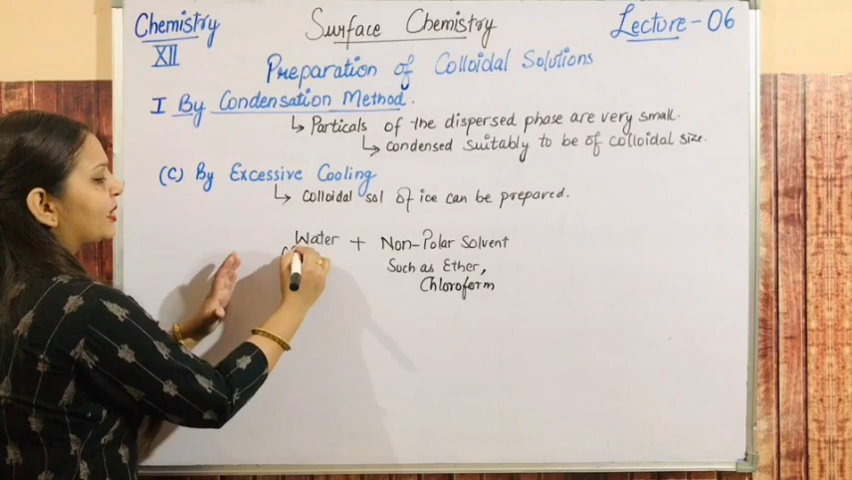 Chemistry
XII
Surface Chemistry
Lecture-06
Preparation of Colloidal Solutions
I By Condensation Method.
↳ Particals of the dispersed phase are very small.
↳ condensed suitably to be of colloidal size.
(C) By Excessive Cooling
↳ Colloidal sol of ice can be prepared.
Water + Non-Polar Solvent
Such as Ether,
Chloroform